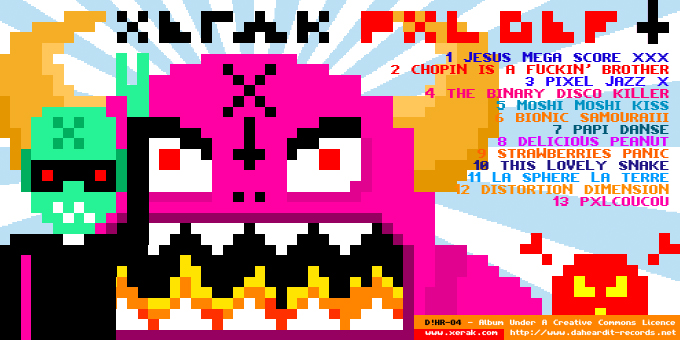 XERAK PXLGOLF
1 JESUS MEGA SCORE XXX
2 CHOPIN IS A FUCKIN' BROTHER
3 PIXEL JAZZ X
4 THE BINARY DISCO KILLER
5 MOSHI MOSHI KISS
6 BIONIC SAMOURAIII
7 PAPI DANSE
8 DELICIOUS PEANUT
9 STRAWBERRIES PANIC
10 THIS LOVELY SNAKE
11 LA SPHERE LA TERRE
12 DISTORTION DIMENSION
13 PXLCOUCOU
D!HR-04 - Album Under A Creative Commons Licence
www.xerak.com http://www.daheardit-records.net